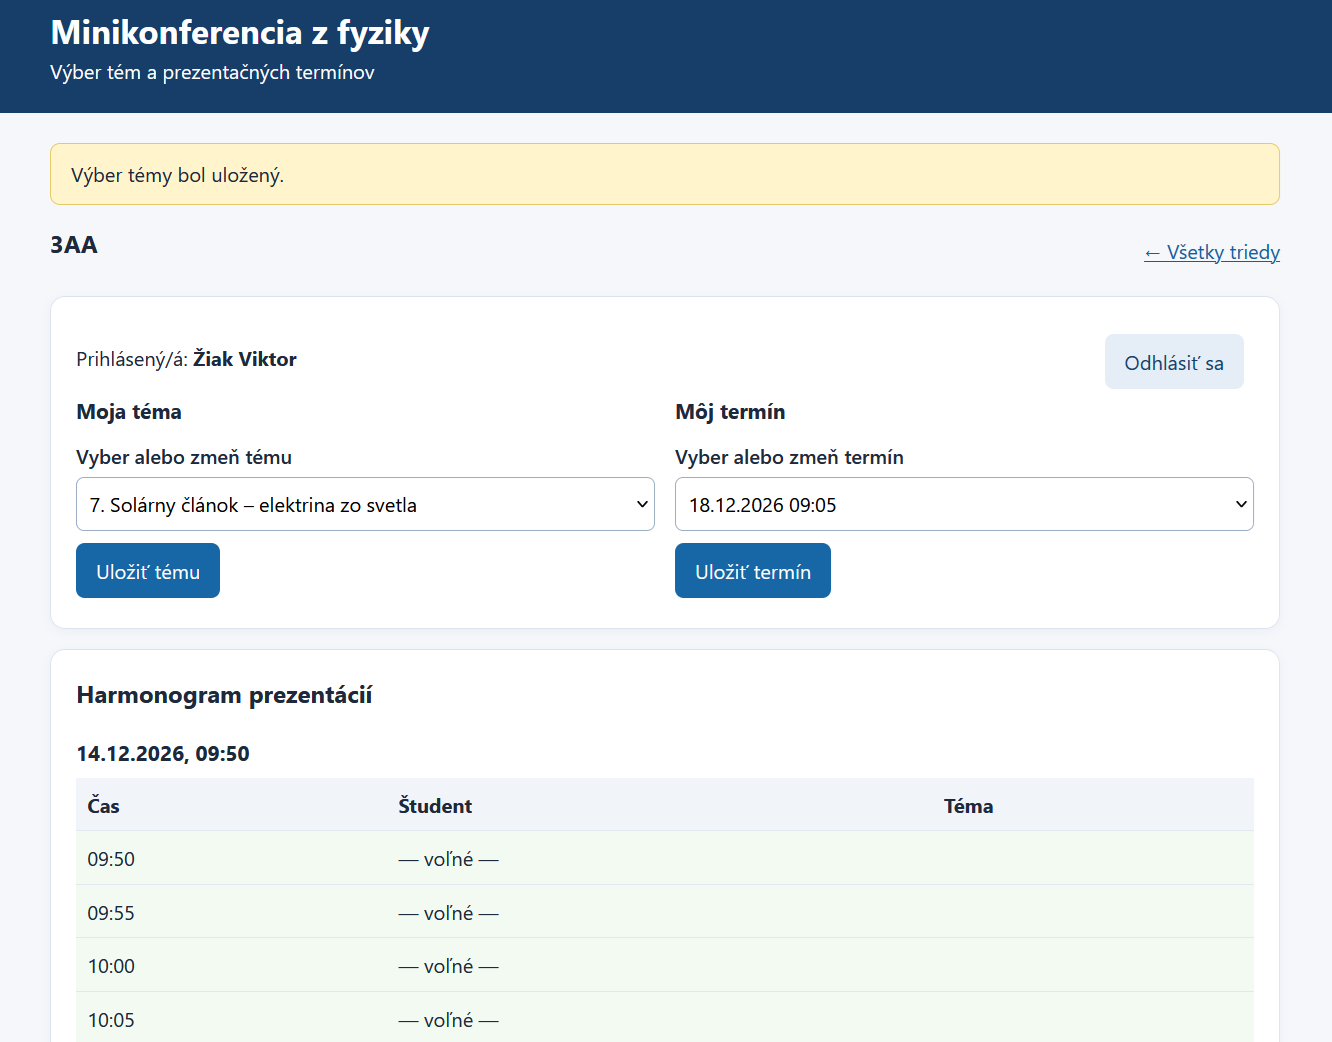 Minikonferencia z fyziky
Výber tém a prezentačných termínov
Výber témy bol uložený.
3AA
← Všetky triedy
Prihlásený/á: Žiak Viktor
Odhlásiť sa
Moja téma
Môj termín
Vyber alebo zmeň tému
Vyber alebo zmeň termín
7. Solárny článok – elektrina zo svetla
18.12.2026 09:05
Uložiť tému
Uložiť termín
Harmonogram prezentácií
14.12.2026, 09:50
Čas Študent Téma
09:50 — voľné —
09:55 — voľné —
10:00 — voľné —
10:05 — voľné —